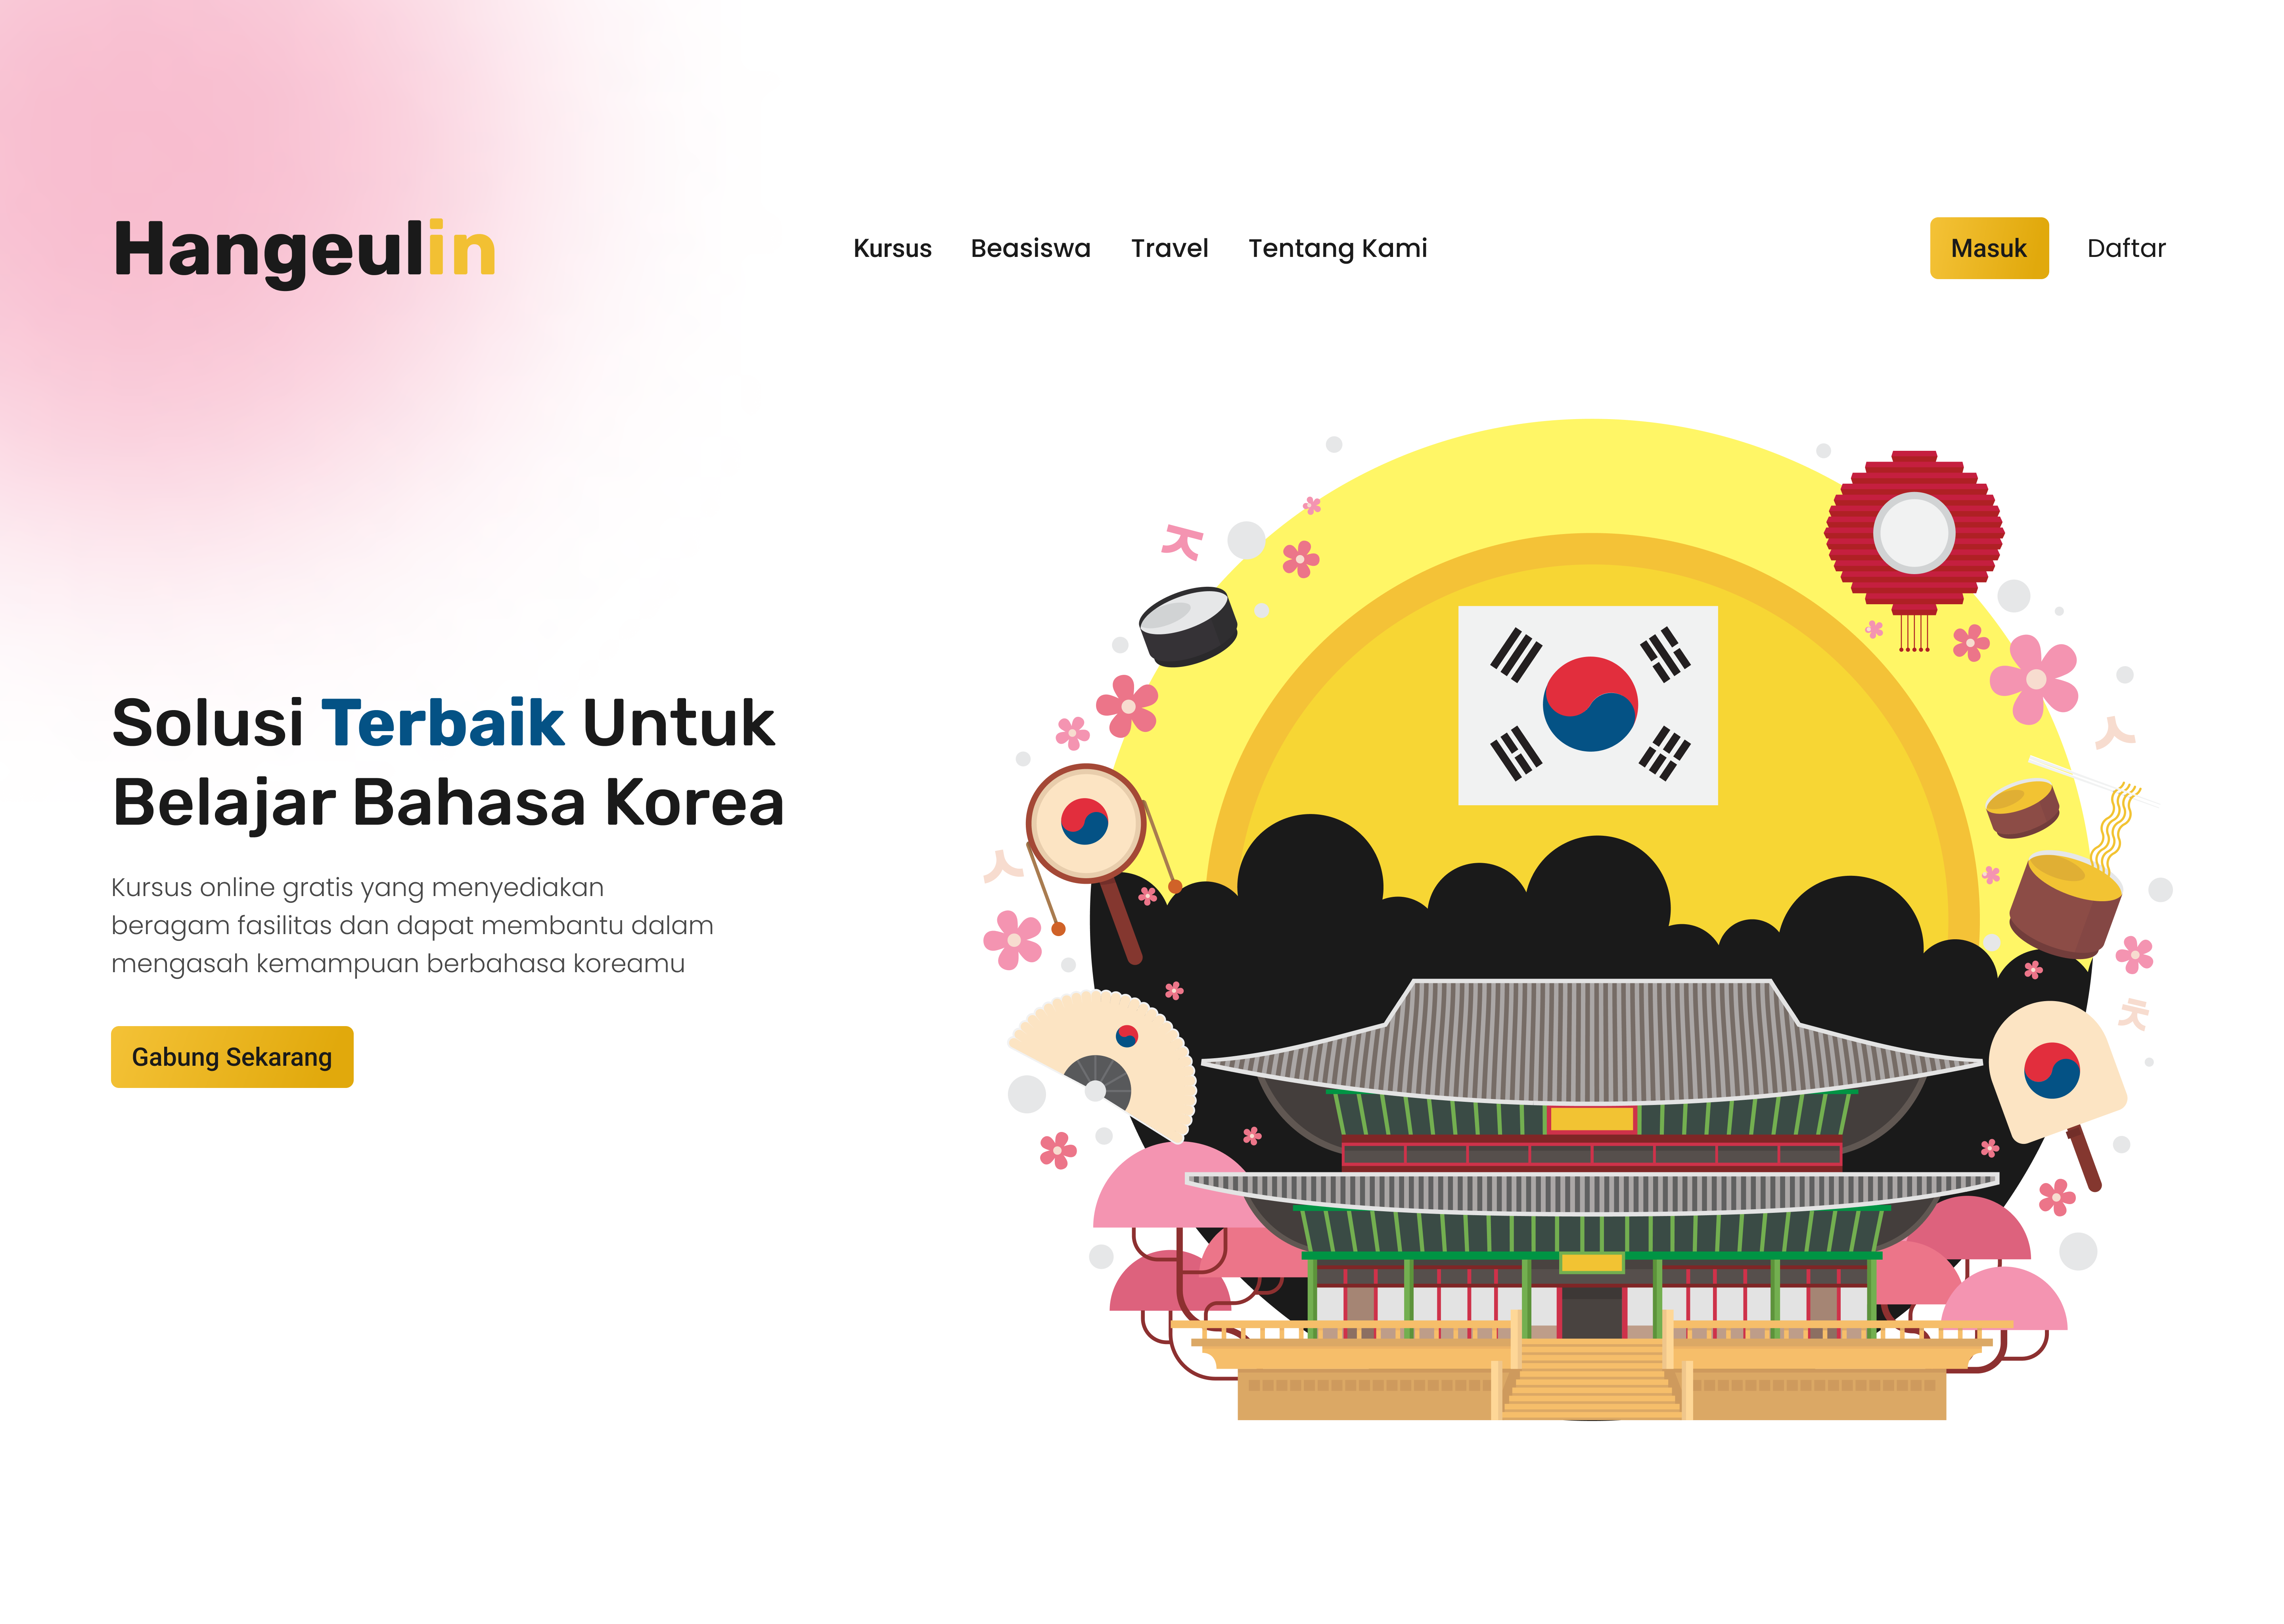 Hangeulin
Kursus Beasiswa Travel Tentang Kami
Masuk Daftar
Solusi Terbaik Untuk
Belajar Bahasa Korea
Kursus online gratis yang menyediakan
beragam fasilitas dan dapat membantu dalam
mengasah kemampuan berbahasa koreamu
Gabung Sekarang
ㅈ
ㅅ
ㅅ
ㅊ